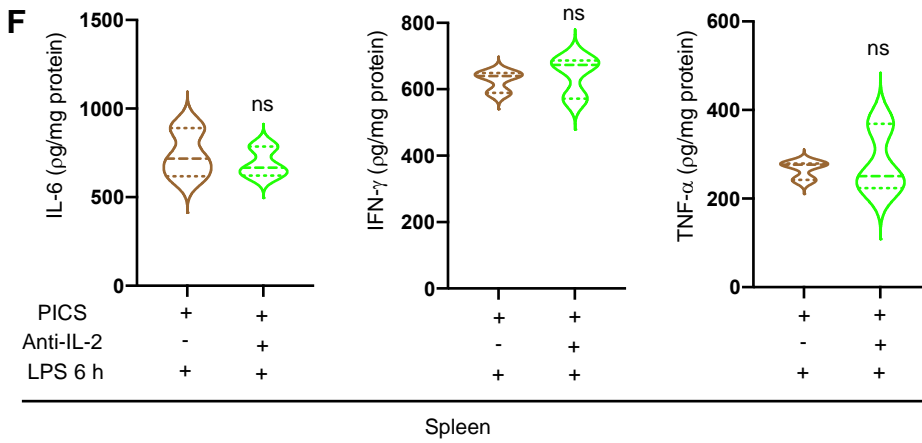 F
IL-6 (ρg/mg protein)
1500
1000
500
0
ns
IFN-γ (ρg/mg protein)
800
600
400
200
0
ns
TNF-α (ρg/mg protein)
600
400
200
0
ns
PICS + + + + + +
Anti-IL-2 - + - + - +
LPS 6 h + + + + + +
Spleen